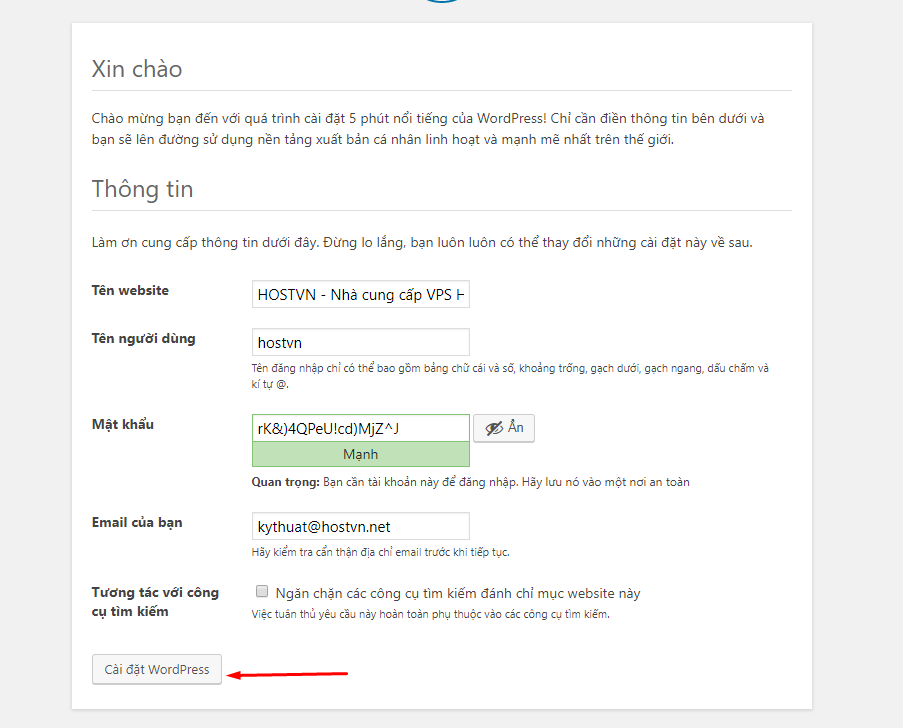 Xin chào
Chào mừng bạn đến với quá trình cài đặt 5 phút nổi tiếng của WordPress! Chỉ cần điền thông tin bên dưới và
bạn sẽ lên đường sử dụng nền tảng xuất bản cá nhân linh hoạt và mạnh mẽ nhất trên thế giới.
Thông tin
Làm ơn cung cấp thông tin dưới đây. Đừng lo lắng, bạn luôn luôn có thể thay đổi những cài đặt này về sau.
Tên website
HOSTVN - Nhà cung cấp VPS
Tên người dùng
hostvn
Tên đăng nhập chỉ có thể bao gồm bảng chữ cái và số, khoảng trống, gạch dưới, gạch ngang, dấu chấm và
kí tự @.
Mật khẩu
rK&)4QPeU!cd)MjZ^J
Ẩn
Mạnh
Quan trọng: Bạn cần tài khoản này để đăng nhập. Hãy lưu nó vào một nơi an toàn
Email của bạn
kythuat@hostvn.net
Hãy kiểm tra cẩn thận địa chỉ email trước khi tiếp tục.
Tương tác với công
cụ tìm kiếm
Ngăn chặn các công cụ tìm kiếm đánh chỉ mục website này
Việc tuân thủ yêu cầu này hoàn toàn phụ thuộc vào các công cụ tìm kiếm.
Cài đặt WordPress